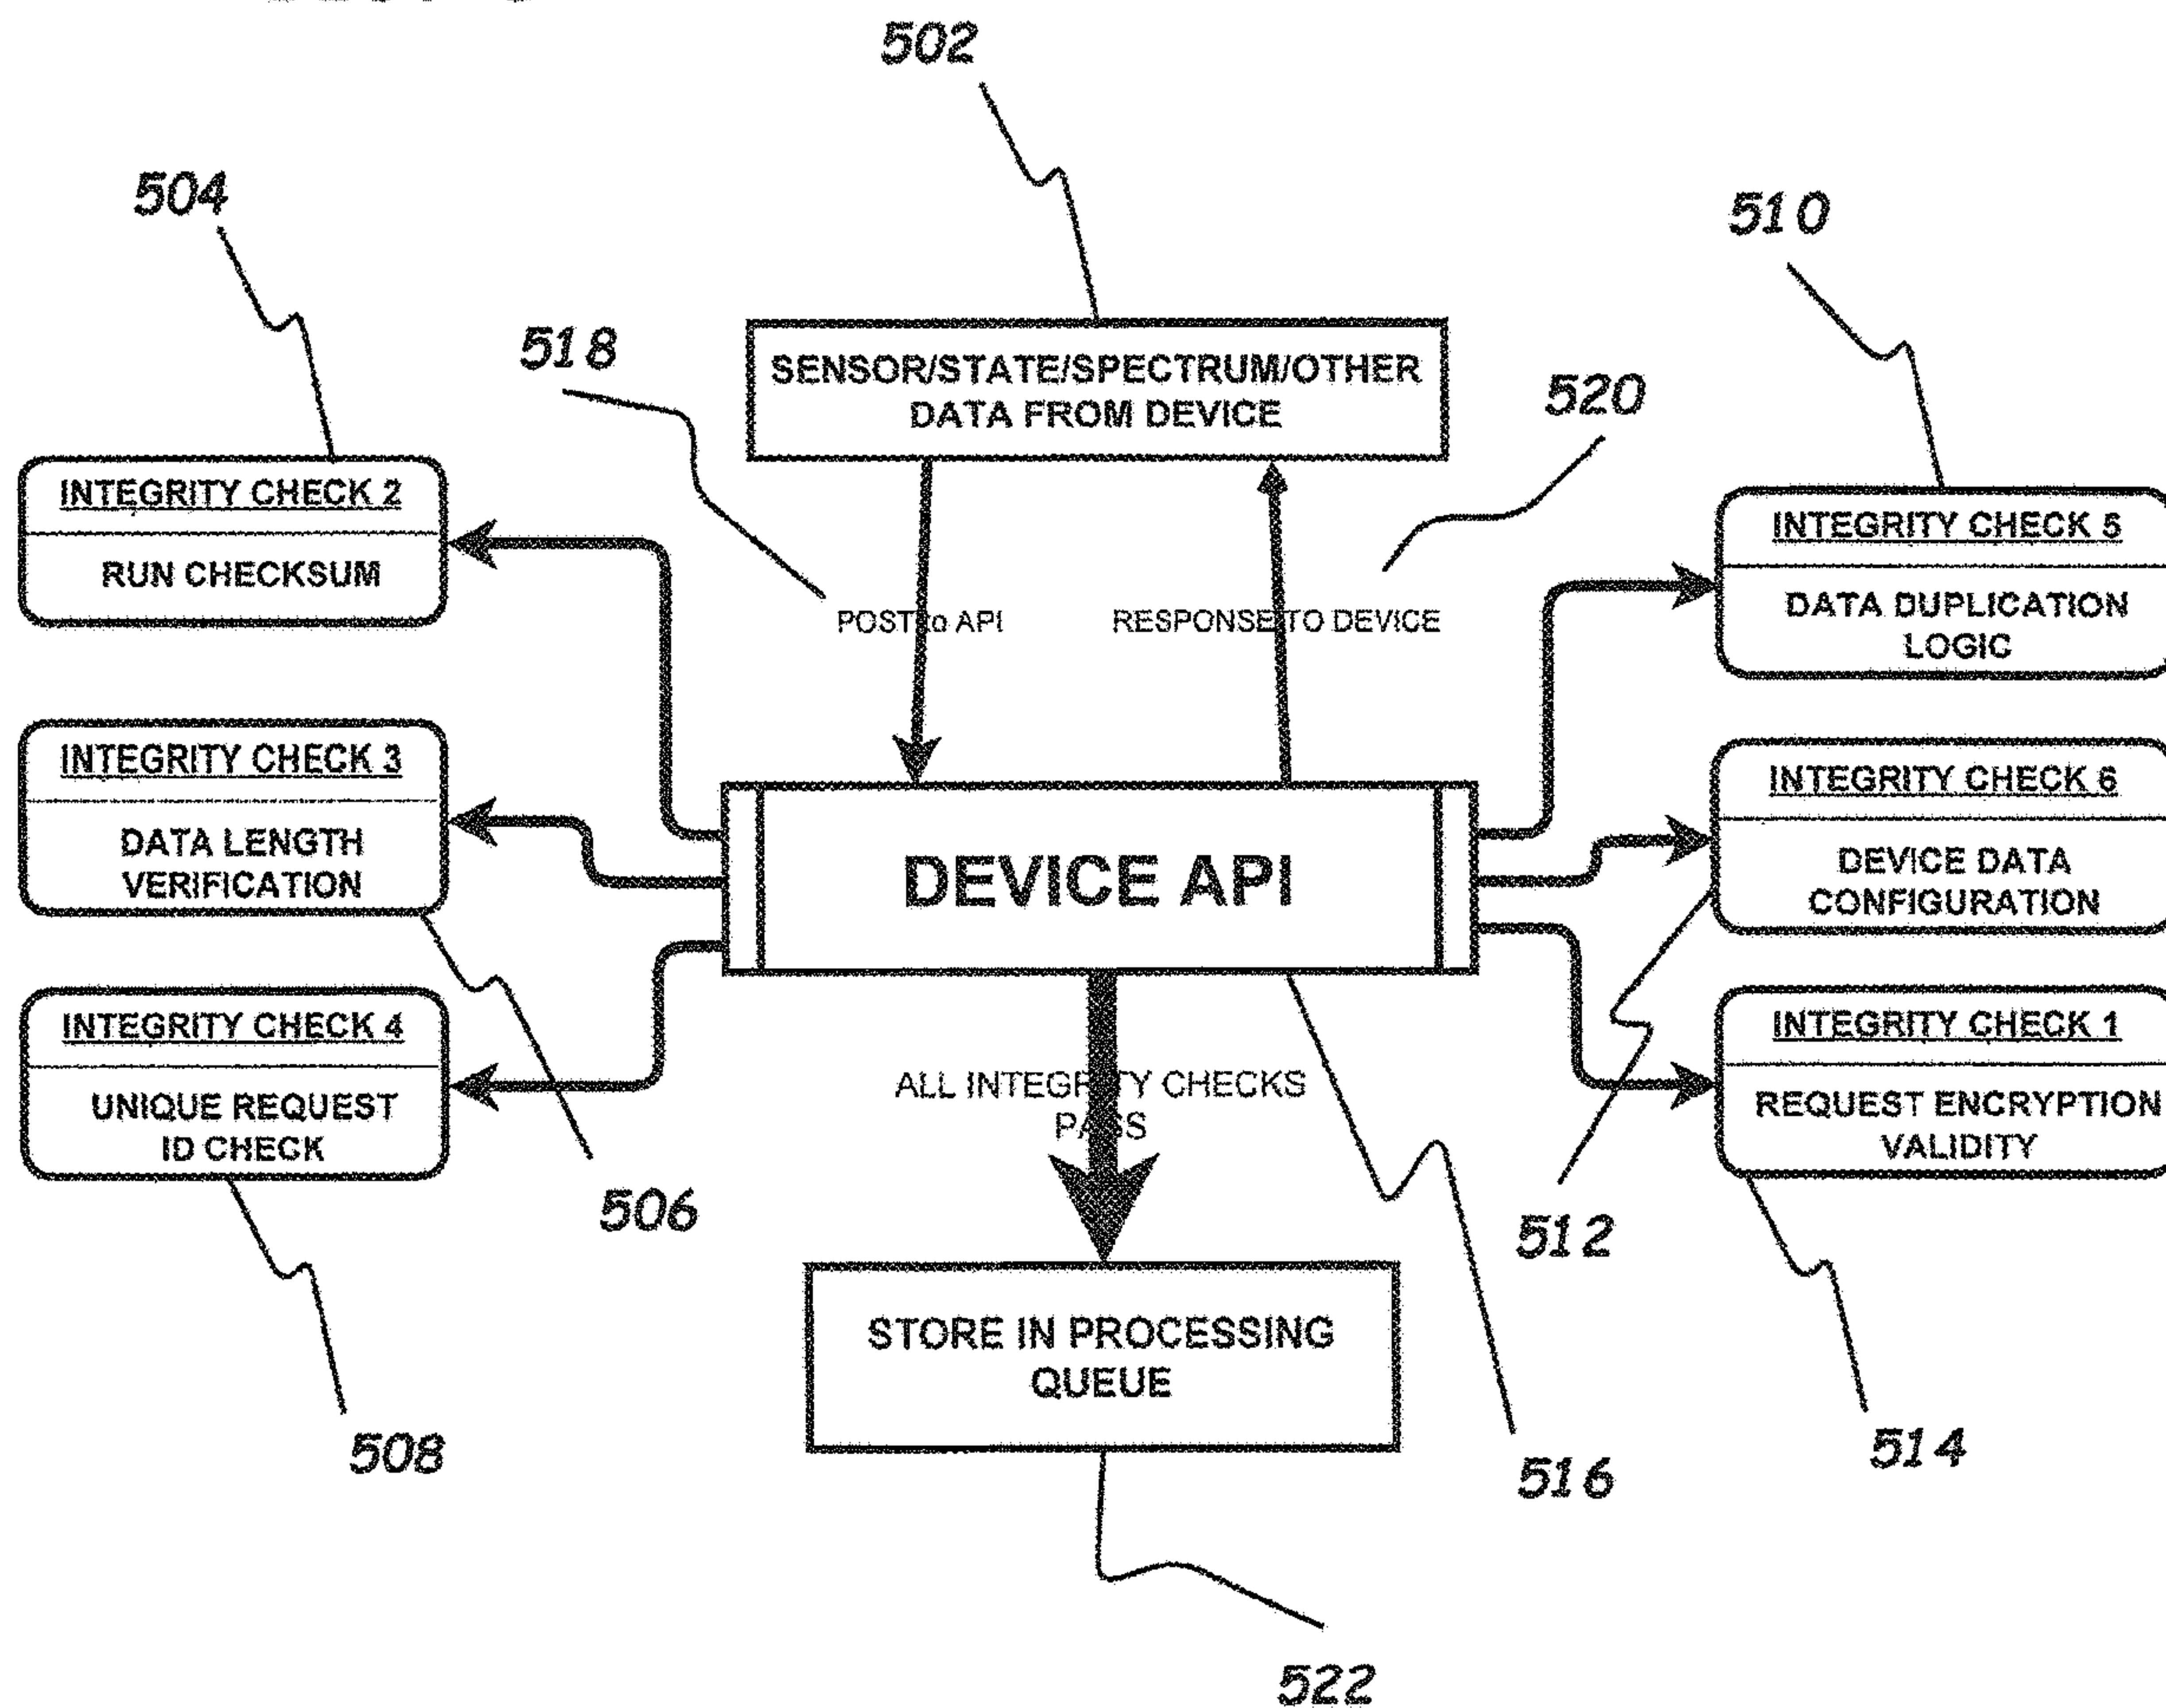 502
504
510
518
SENSOR/STATE/SPECTRUM/OTHER
DATA FROM DEVICE
520
INTEGRITY CHECK 2
RUN CHECKSUM
INTEGRITY CHECK 5
DATA DUPLICATION
LOGIC
POST to API
RESPONSE TO DEVICE
INTEGRITY CHECK 3
DATA LENGTH
VERIFICATION
DEVICE API
INTEGRITY CHECK 6
DEVICE DATA
CONFIGURATION
INTEGRITY CHECK 4
UNIQUE REQUEST
ID CHECK
ALL INTEGRITY CHECKS
PASS
INTEGRITY CHECK 1
REQUEST ENCRYPTION
VALIDITY
506
512
STORE IN PROCESSING
QUEUE
508
516
514
522